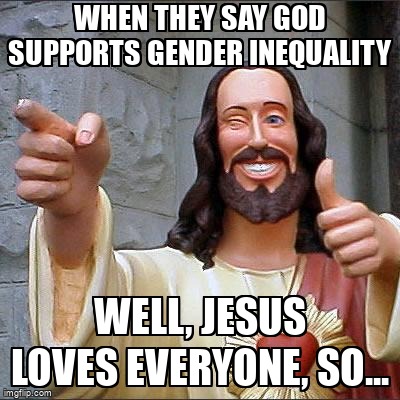 WHEN THEY SAY GOD
SUPPORTS GENDER INEQUALITY
WELL, JESUS
LOVES EVERYONE, SO...
imgflip.com